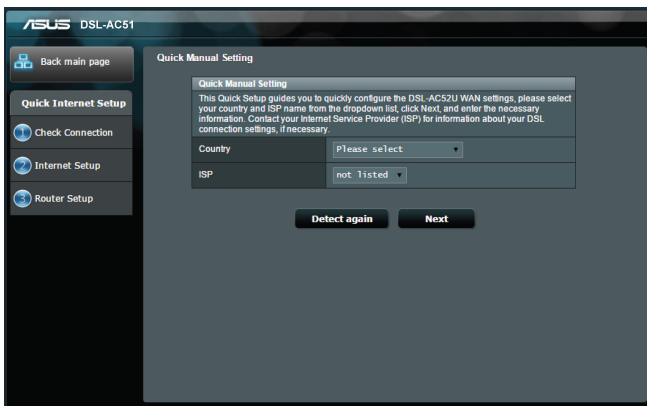 ASUS DSL-AC51
Back main page
Quick Internet Setup
1 Check Connection
2 Internet Setup
3 Router Setup
Quick Manual Setting
Quick Manual Setting
This Quick Setup guides you to quickly configure the DSL-AC52U WAN settings, please select
your country and ISP name from the dropdown list, click Next, and enter the necessary
information. Contact your Internet Service Provider (ISP) for information about your DSL
connection settings, if necessary.
Country Please select
ISP not listed
Detect again Next